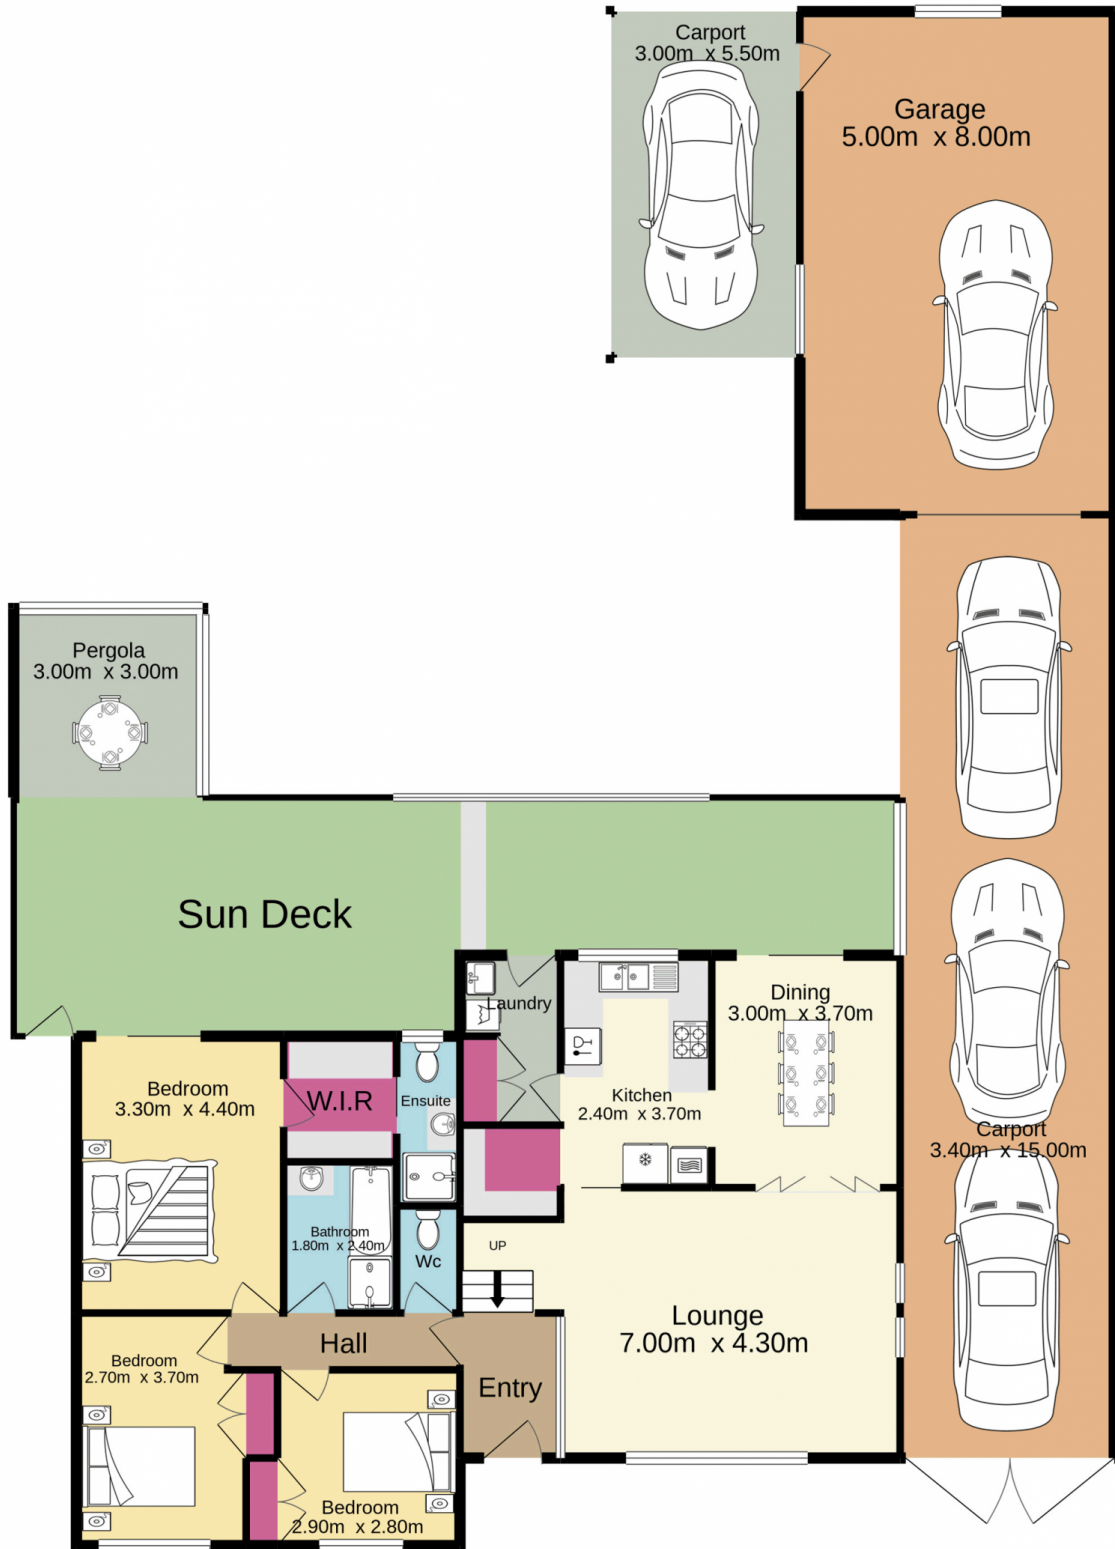 Carport
3.00m x 5.50m
Garage
5.00m x 8.00m
Pergola
3.00m x 3.00m
Sun Deck
Laundry
Dining
3.00m x 3.70m
Bedroom
3.30m x 4.40m
W.I.R
Ensuite
Kitchen
2.40m x 3.70m
Carport
3.40m x 15.00m
Bathroom
1.80m x 2.40m
Wc
UP
Lounge
7.00m x 4.30m
Hall
Bedroom
2.70m x 3.70m
Entry
Bedroom
2.90m x 2.80m